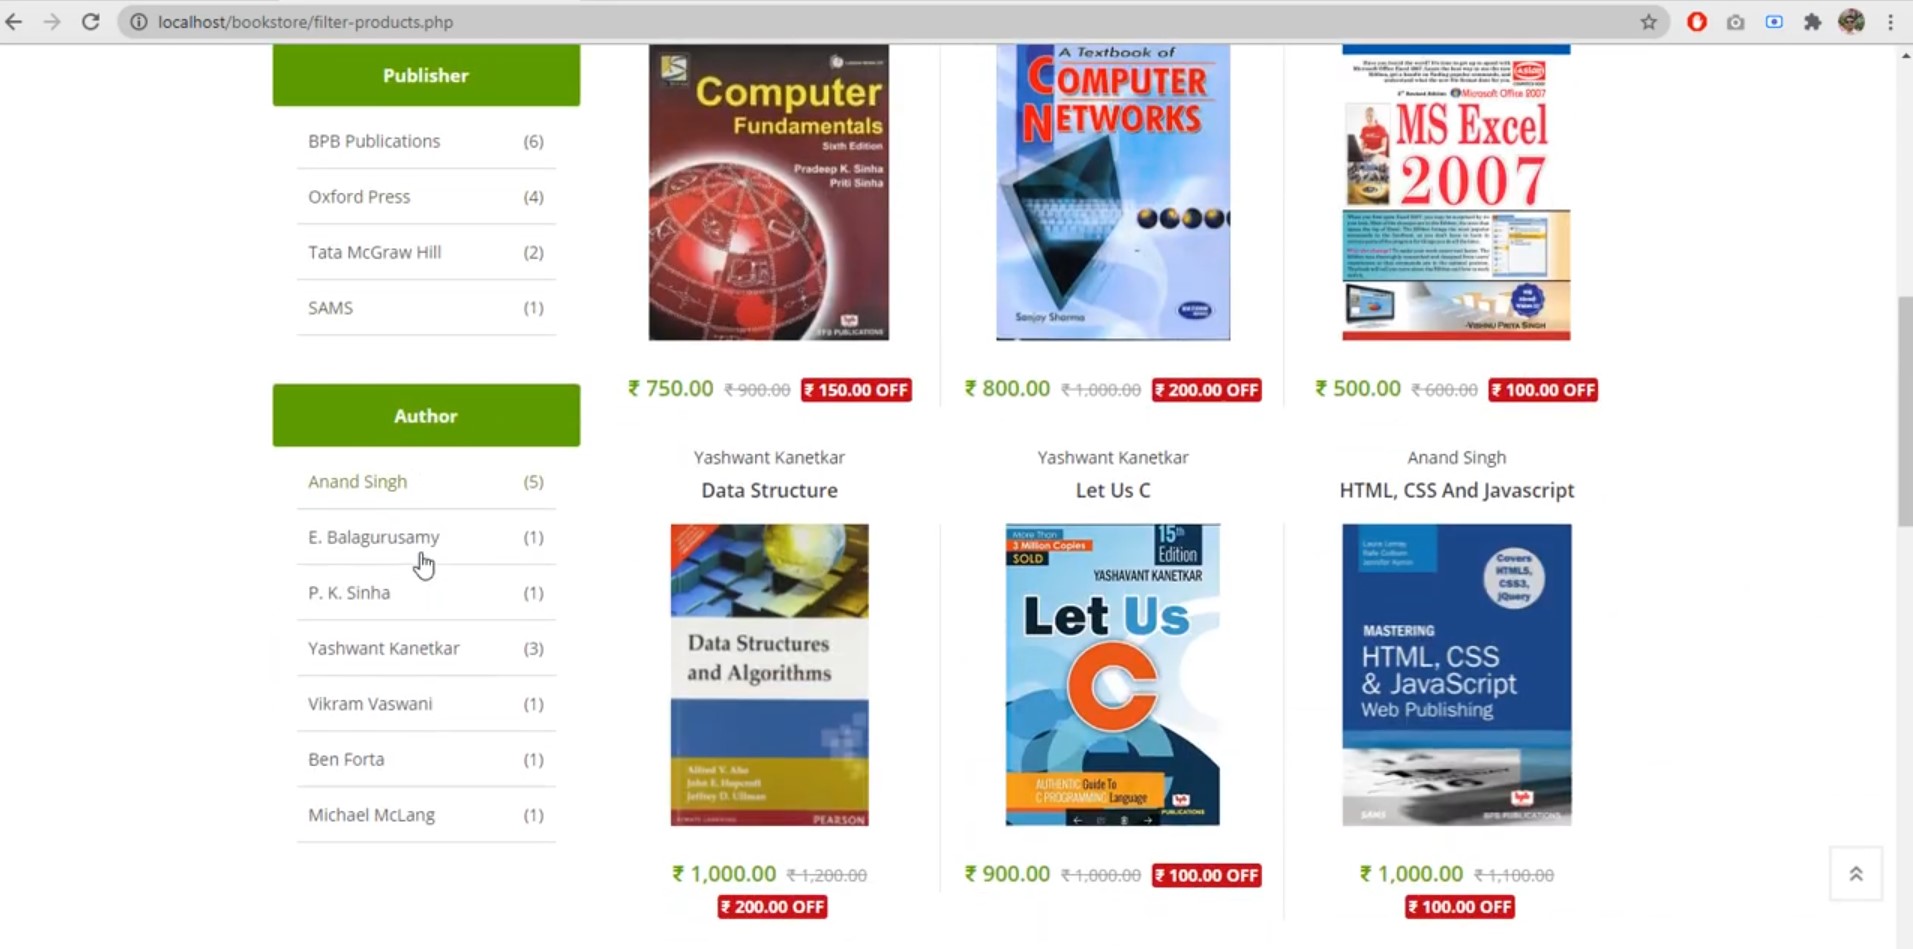 localhost/bookstore/filter-products.php
Publisher
BPB Publications (6)
Oxford Press (4)
Tata McGraw Hill (2)
SAMS (1)
Author
Anand Singh (5)
E. Balagurusamy (1)
P. K. Sinha (1)
Yashwant Kanetkar (3)
Vikram Vaswani (1)
Ben Forta (1)
Michael McLang (1)
Computer
Fundamentals
Sixth Edition
Pradeep K. Sinha
Priti Sinha
BPB PUBLICATIONS
₹ 750.00 ₹ 900.00 ₹ 150.00 OFF
A Textbook of
COMPUTER
NETWORKS
Sanjay Sharma
₹ 800.00 ₹ 1,000.00 ₹ 200.00 OFF
Microsoft Office 2007
MS Excel
2007
-VISHNU PRIYA SINGH
₹ 500.00 ₹ 600.00 ₹ 100.00 OFF
Yashwant Kanetkar
Data Structure
Data Structures
and Algorithms
Alfred V. Aho
John E. Hopcroft
Jeffrey D. Ullman
PEARSON
₹ 1,000.00 ₹ 1,200.00
₹ 200.00 OFF
Yashwant Kanetkar
Let Us C
More Than
3 Million Copies
SOLD
15th
Edition
YASHAVANT KANETKAR
Let Us
C
AUTHENTIC Guide To
C PROGRAMMING Language
PUBLICATIONS
₹ 900.00 ₹ 1,000.00 ₹ 100.00 OFF
Anand Singh
HTML, CSS And Javascript
Laura Lemay
Rafe Colburn
Jennifer Kyrnin
Covers
HTML5,
CSS3,
jQuery
MASTERING
HTML, CSS
& JavaScript
Web Publishing
SAMS
BPB PUBLICATIONS
₹ 1,000.00 ₹ 1,100.00
₹ 100.00 OFF